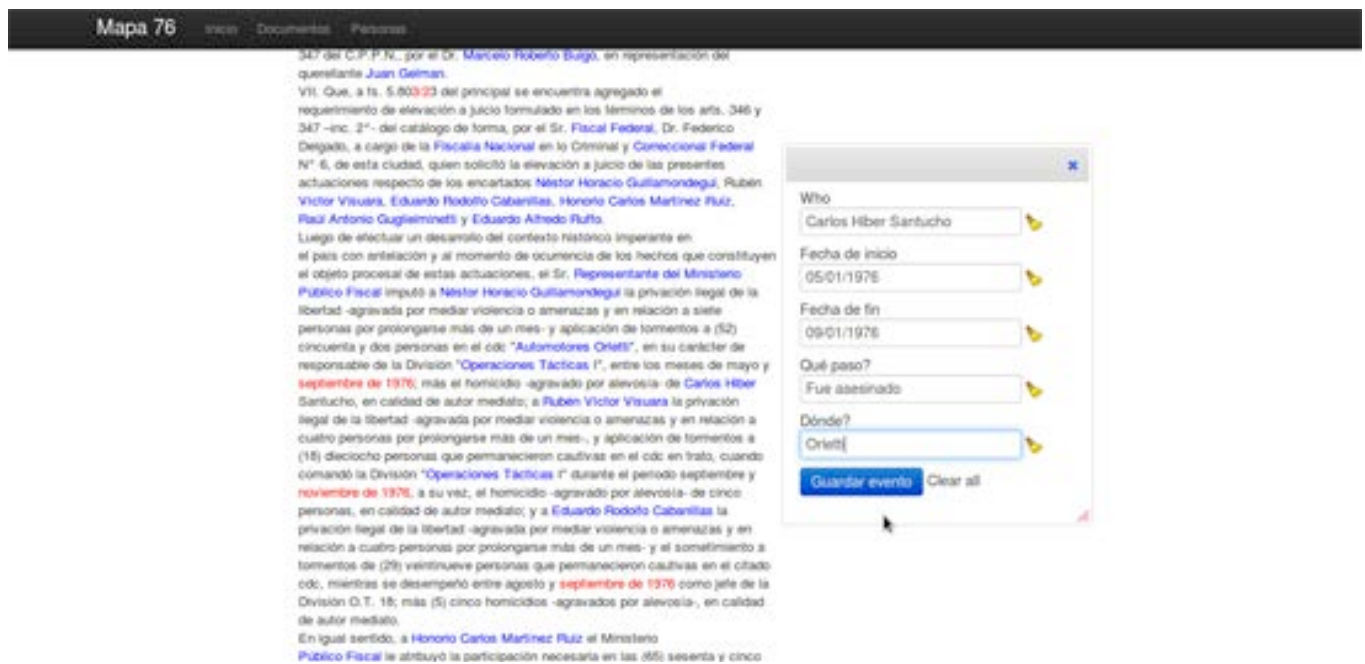 Mapa 76 Inicio Documentos Personas
347 del C.P.P.N., por el Dr. Marcelo Roberto Buigo, en representación del
querellante Juan Gelman.
VII. Que, a fs. 5.803/23 del principal se encuentra agregado el
requerimiento de elevación a juicio formulado en los términos de los arts. 346 y
347 –inc. 2°- del catálogo de forma, por el Sr. Fiscal Federal, Dr. Federico
Delgado, a cargo de la Fiscalía Nacional en lo Criminal y Correccional Federal
N° 6, de esta ciudad, quien solicitó la elevación a juicio de las presentes
actuaciones respecto de los encartados Néstor Horacio Guillamondegui, Rubén
Víctor Visuara, Eduardo Rodolfo Cabanillas, Honorio Carlos Martínez Ruiz,
Raúl Antonio Guglielminetti y Eduardo Alfredo Ruffo.
Luego de efectuar un desarrollo del contexto histórico imperante en
el país con antelación y al momento de ocurrencia de los hechos que constituyen
el objeto procesal de estas actuaciones, el Sr. Representante del Ministerio
Público Fiscal imputó a Néstor Horacio Guillamondegui la privación ilegal de la
libertad -agravada por mediar violencia o amenazas y en relación a siete
personas por prolongarse más de un mes- y aplicación de tormentos a (52)
cincuenta y dos personas en el cdc "Automotores Orletti", en su carácter de
responsable de la División "Operaciones Tácticas I", entre los meses de mayo y
septiembre de 1976; más el homicidio -agravado por alevosía- de Carlos Hiber
Santucho, en calidad de autor mediato; a Rubén Víctor Visuara la privación
ilegal de la libertad -agravada por mediar violencia o amenazas y en relación a
cuatro personas por prolongarse más de un mes-, y aplicación de tormentos a
(18) dieciocho personas que permanecieron cautivas en el cdc en trato, cuando
comandó la División "Operaciones Tácticas I" durante el período septiembre y
noviembre de 1976, a su vez, el homicidio -agravado por alevosía- de cinco
personas, en calidad de autor mediato; y a Eduardo Rodolfo Cabanillas la
privación ilegal de la libertad -agravada por mediar violencia o amenazas y en
relación a cuatro personas por prolongarse más de un mes- y el sometimiento a
tormentos de (29) veintinueve personas que permanecieron cautivas en el citado
cdc, mientras se desempeñó entre agosto y septiembre de 1976 como jefe de la
División O.T. 18; más (5) cinco homicidios -agravados por alevosía-, en calidad
de autor mediato.
En igual sentido, a Honorio Carlos Martínez Ruiz el Ministerio
Público Fiscal le atribuyó la participación necesaria en las (65) sesenta y cinco
Who
Carlos Hiber Santucho
Fecha de inicio
05/01/1976
Fecha de fin
09/01/1976
Qué paso?
Fue asesinado
Dónde?
Orletti
Guardar evento Clear all